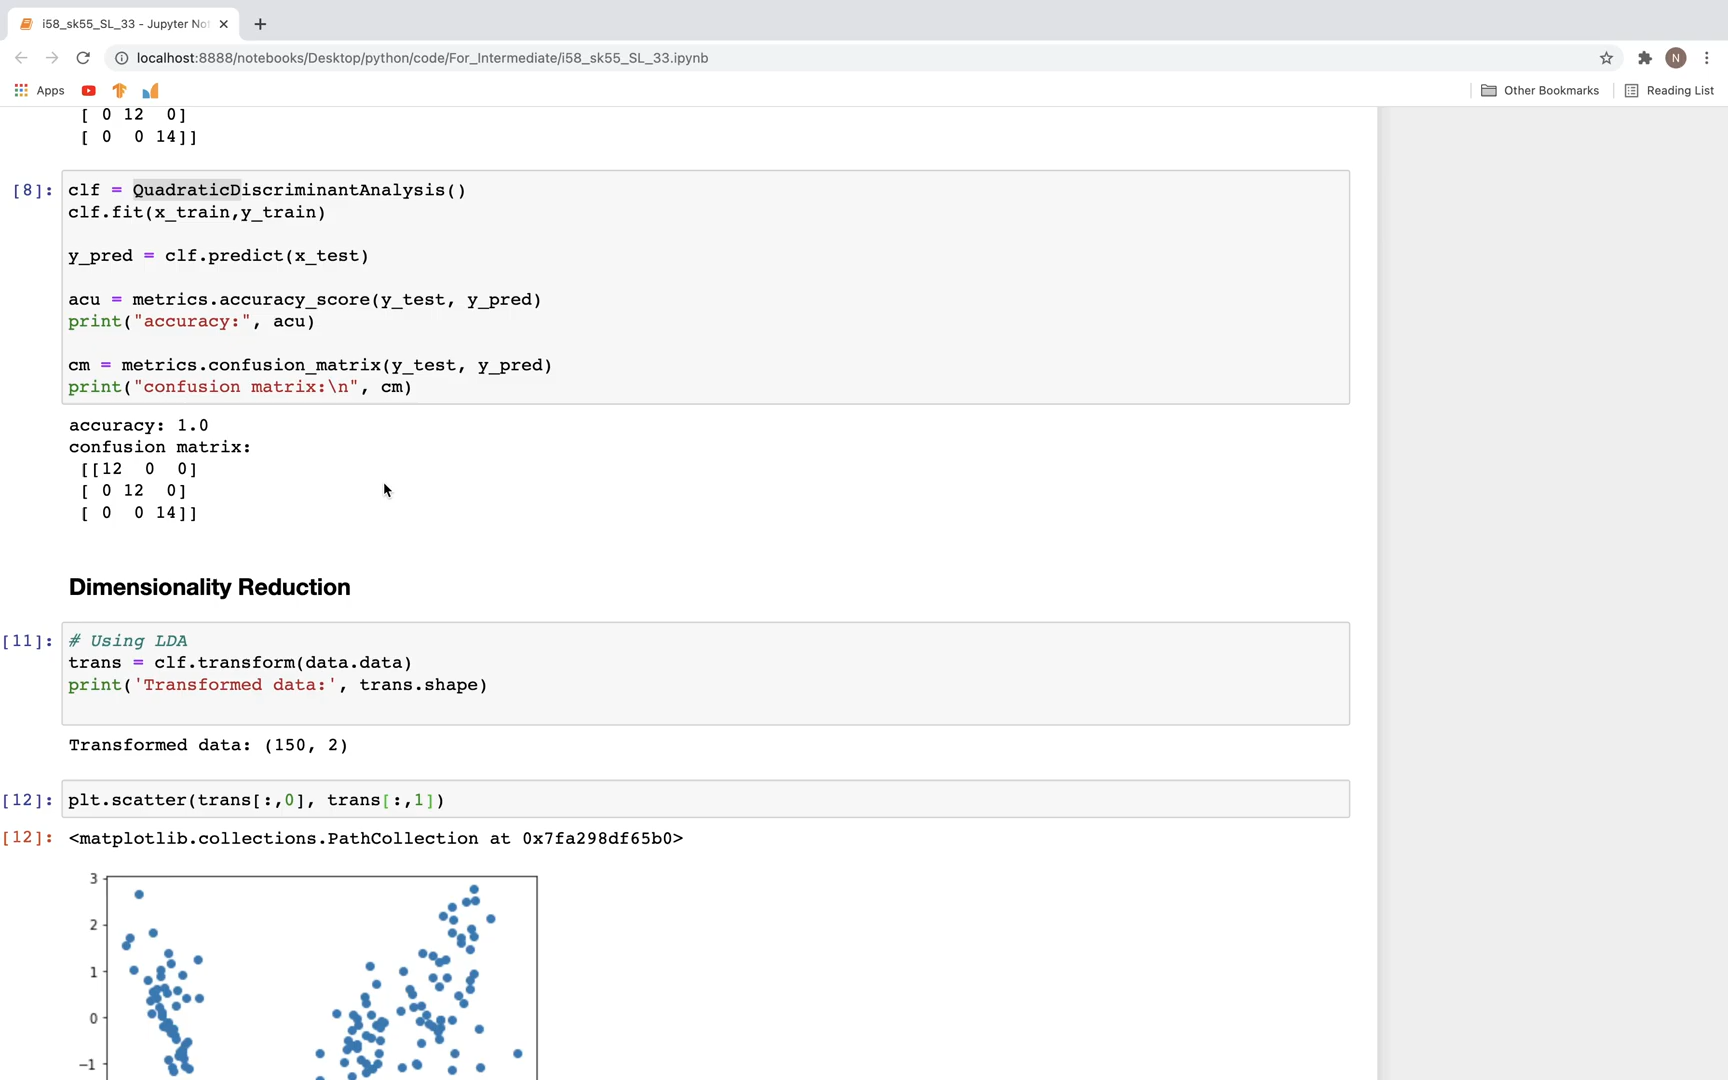 i58_sk55_SL_33 - Jupyter No
localhost:8888/notebooks/Desktop/python/code/For_Intermediate/i58_sk55_SL_33.ipynb
N
Apps
Other Bookmarks
Reading List
[ 0 12 0]
[ 0 0 14]]
[8]:
clf = QuadraticDiscriminantAnalysis()
clf.fit(x_train,y_train)
y_pred = clf.predict(x_test)
acu = metrics.accuracy_score(y_test, y_pred)
print("accuracy:", acu)
cm = metrics.confusion_matrix(y_test, y_pred)
print("confusion matrix:\n", cm)
accuracy: 1.0
confusion matrix:
[[12 0 0]
[ 0 12 0]
[ 0 0 14]]
Dimensionality Reduction
[11]:
# Using LDA
trans = clf.transform(data.data)
print('Transformed data:', trans.shape)
Transformed data: (150, 2)
[12]:
plt.scatter(trans[:,0], trans[:,1])
[12]:
<matplotlib.collections.PathCollection at 0x7fa298df65b0>
3
2
1
0
−1